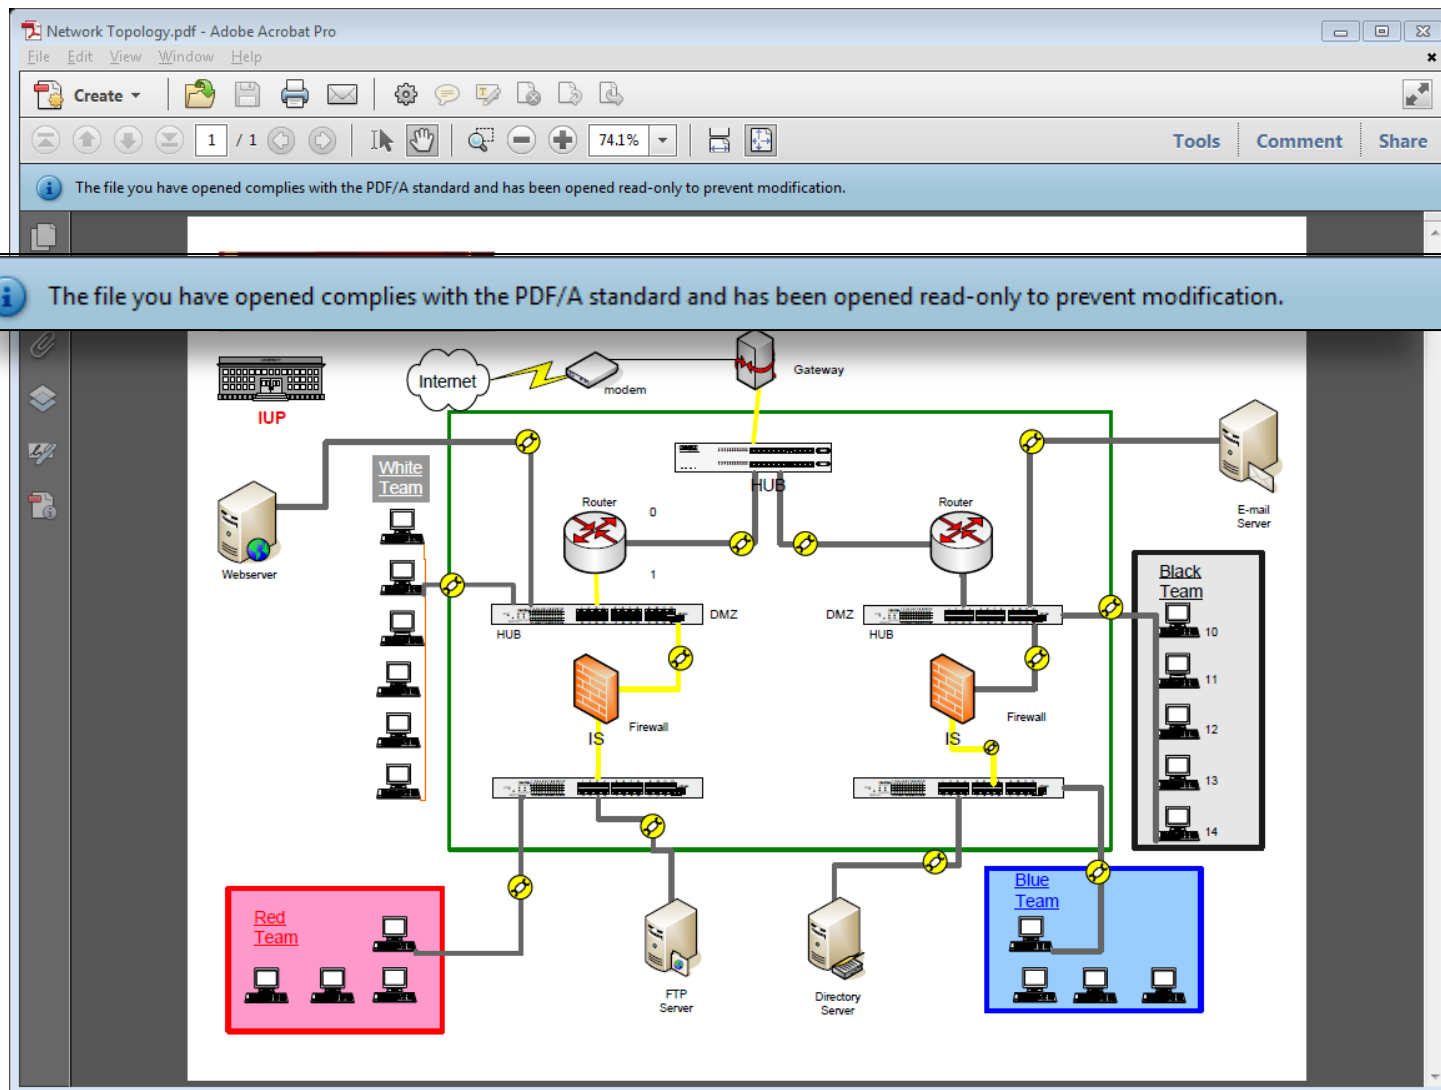 Network Topology.pdf - Adobe Acrobat Pro
File Edit View Window Help
Create
1 / 1 74.1% Tools Comment Share
The file you have opened complies with the PDF/A standard and has been opened read-only to prevent modification.
The file you have opened complies with the PDF/A standard and has been opened read-only to prevent modification.
Internet
modem
Gateway
IUP
White
Team
HUB
Router
0
Router
E-mail
Server
Webserver
1
Black
Team
HUB
DMZ
DMZ
HUB
10
11
Firewall
IS
Firewall
IS
12
13
14
Red
Team
Blue
Team
FTP
Server
Directory
Server